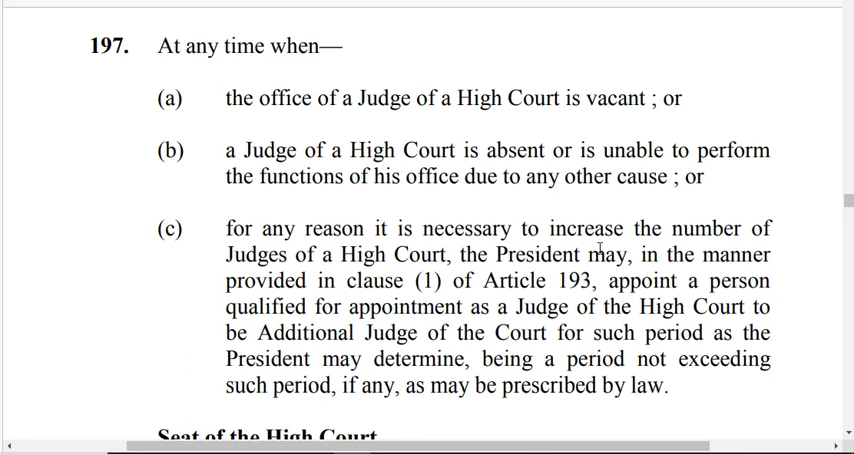 197. At any time when—
(a) the office of a Judge of a High Court is vacant ; or
(b) a Judge of a High Court is absent or is unable to perform
the functions of his office due to any other cause ; or
(c) for any reason it is necessary to increase the number of
Judges of a High Court, the President may, in the manner
provided in clause (1) of Article 193, appoint a person
qualified for appointment as a Judge of the High Court to
be Additional Judge of the Court for such period as the
President may determine, being a period not exceeding
such period, if any, as may be prescribed by law.
Seat of the High Court